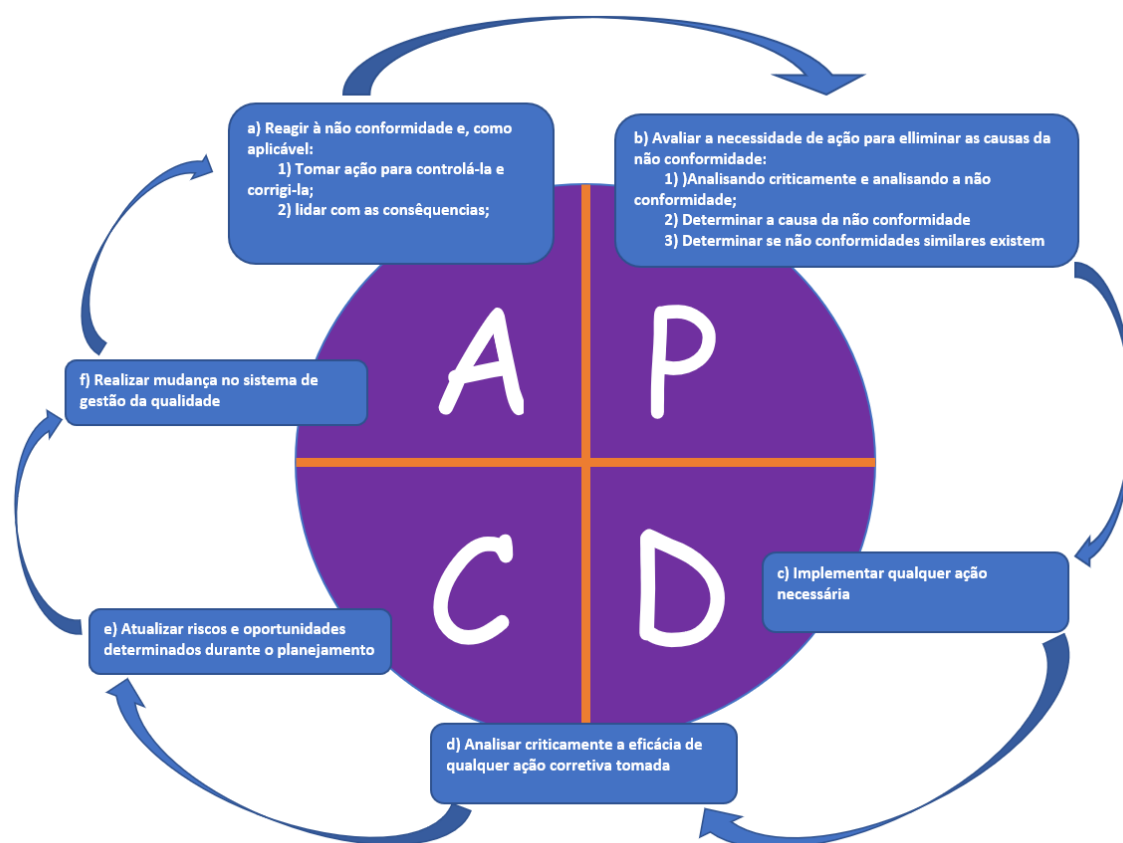 a) Reagir à não conformidade e, como
aplicável:
1) Tomar ação para controlá-la e
corrigi-la;
2) lidar com as consêquencias;
b) Avaliar a necessidade de ação para elliminar as causas da
não conformidade:
1) )Analisando criticamente e analisando a não
conformidade;
2) Determinar a causa da não conformidade
3) Determinar se não conformidades similares existem
A
P
f) Realizar mudança no sistema de
gestão da qualidade
C
D
c) Implementar qualquer ação
necessária
e) Atualizar riscos e oportunidades
determinados durante o planejamento
d) Analisar criticamente a eficácia de
qualquer ação corretiva tomada